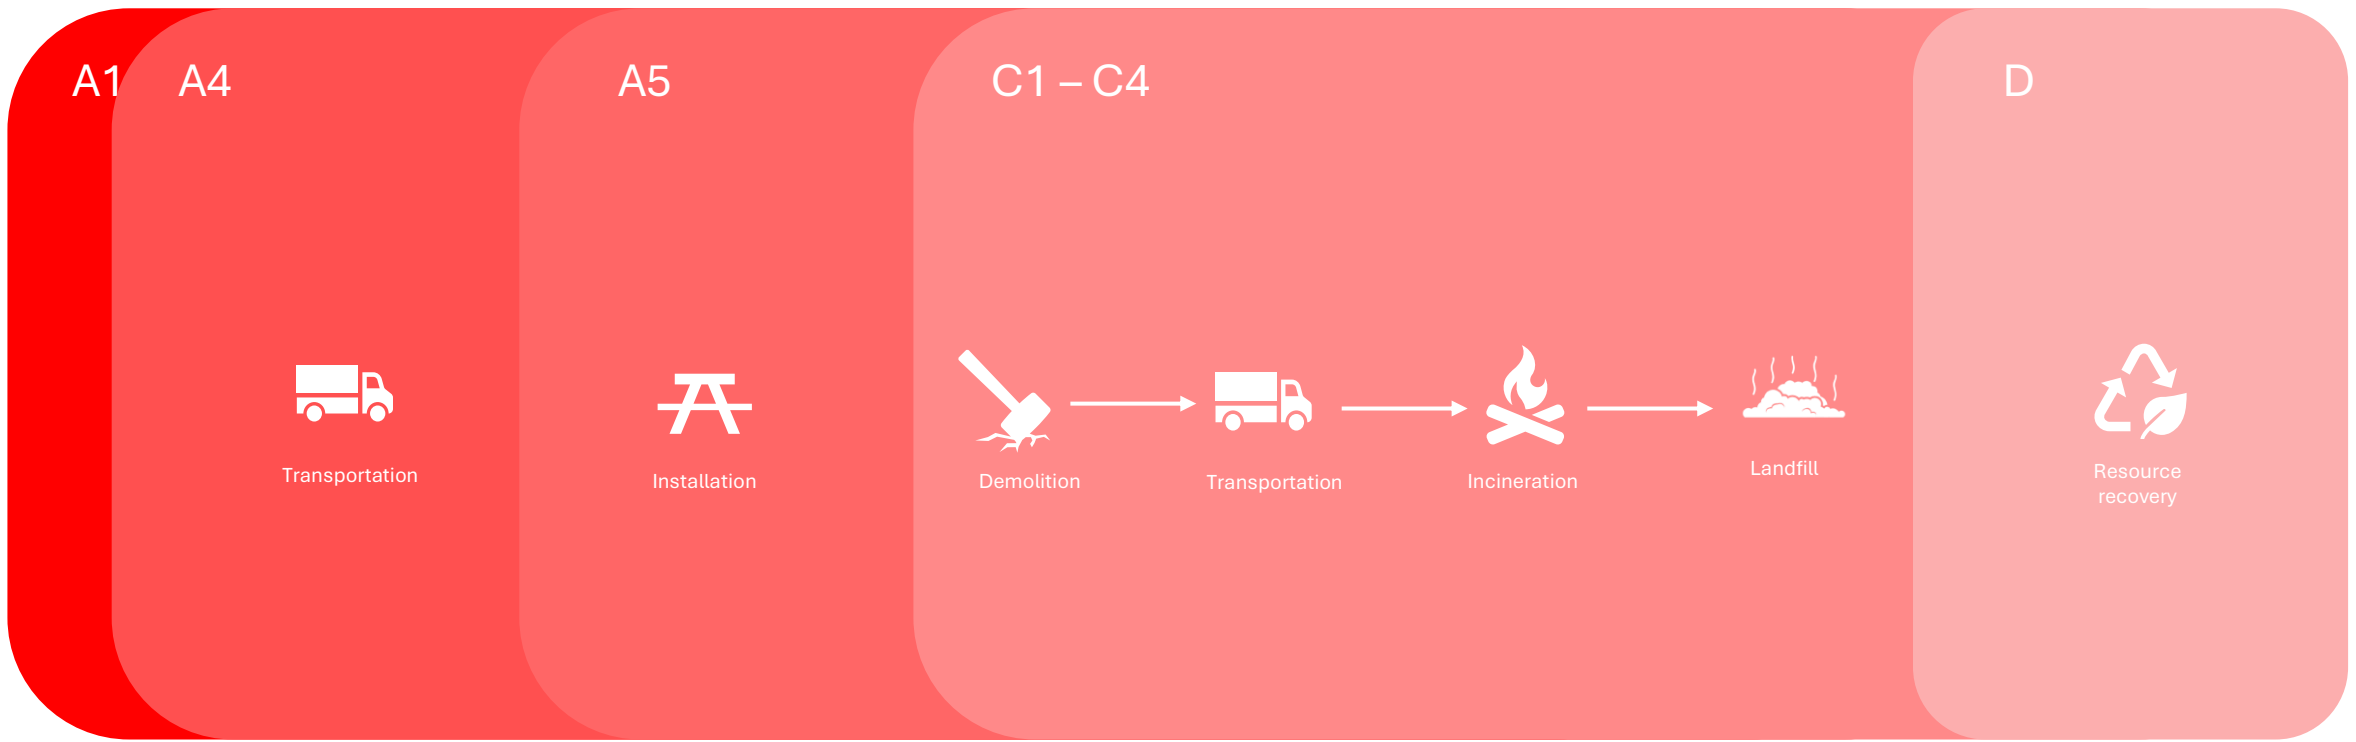 A1
A4
A5
C1 – C4
D
Transportation
Installation
Demolition
Transportation
Incineration
Landfill
Resource
recovery